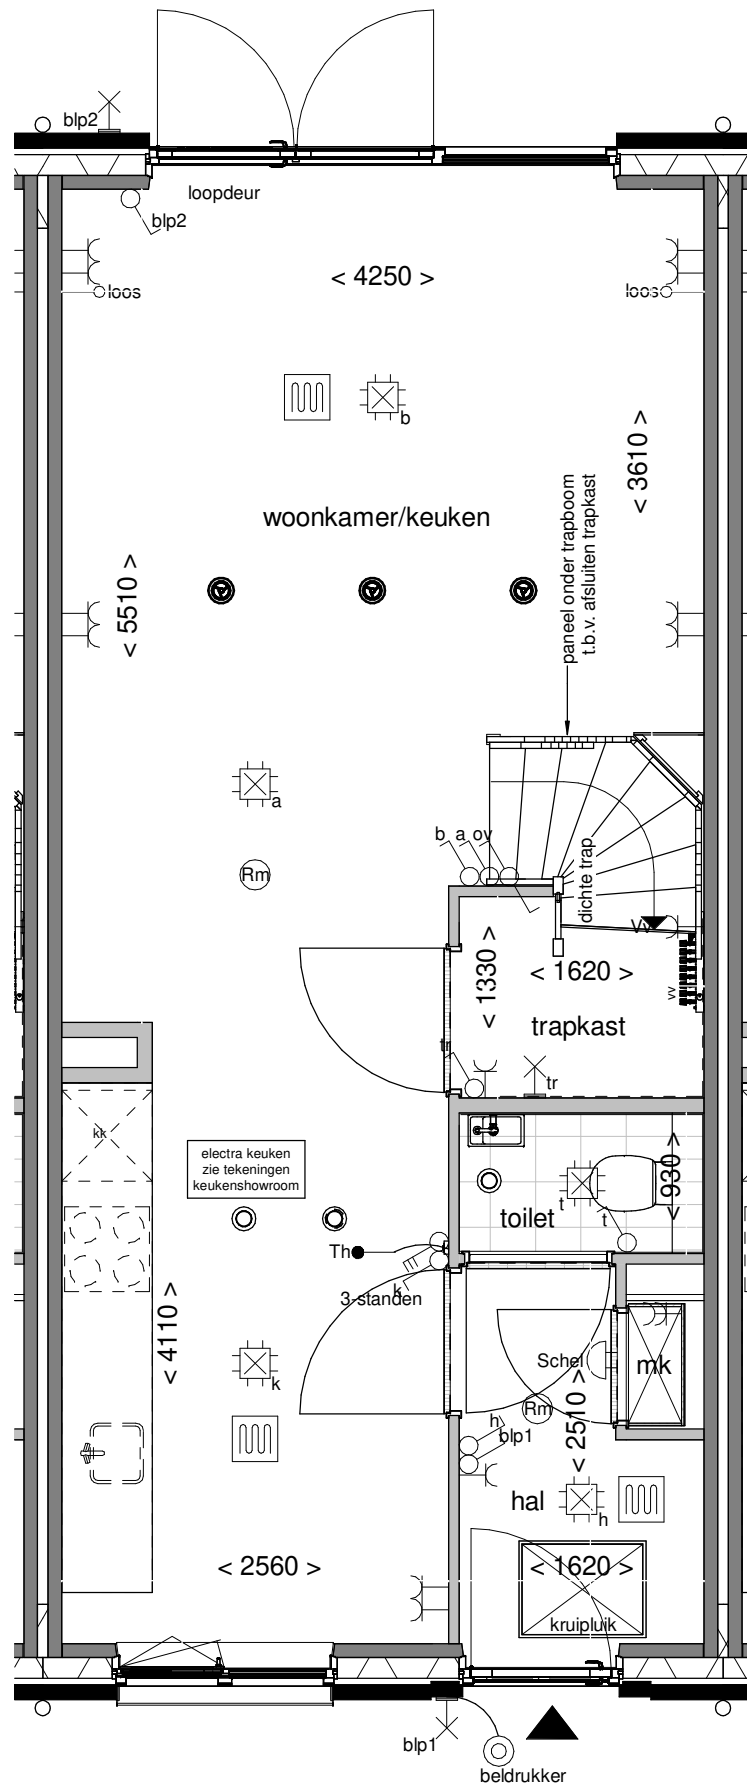 blp2
loopdeur
blp2
< 4250 >
loos
loos
b
< 3610 >
woonkamer/keuken
paneel onder trapboom
t.b.v. afsluiten trapkast
< 5510 >
a
b a ov
dichte trap
Rm
Vv
vv
< 1330 >
< 1620 >
trapkast
tr
tr
kk
electra keuken
zie tekeningen
keukenshowroom
< 930 >
t
toilet
t
Th
k
3-standen
< 4110 >
Schel
mk
k
< 2510 >
Rm
h
blp1
hal
h
< 2560 >
< 1620 >
kruipluik
blp1
beldrukker